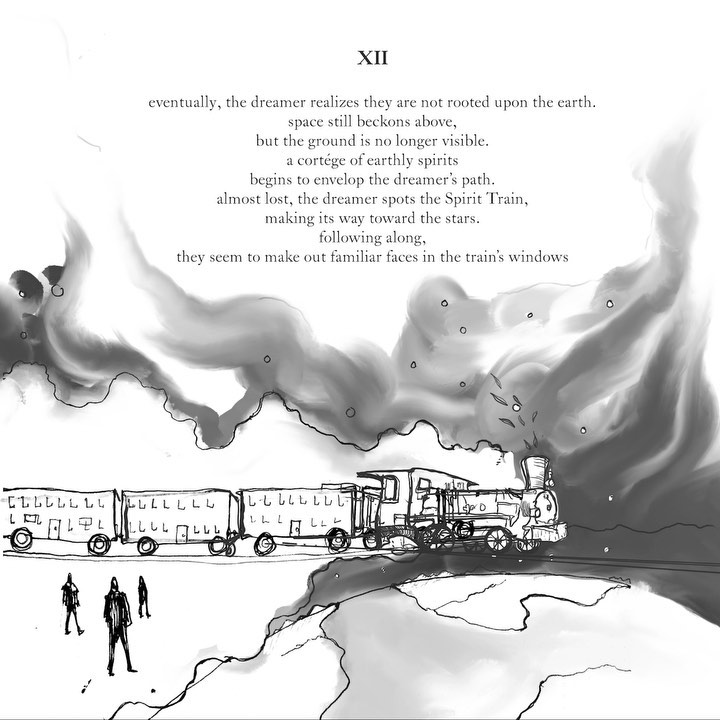 XII
eventually, the dreamer realizes they are not rooted upon the earth.
space still beckons above,
but the ground is no longer visible.
a cortége of earthly spirits
begins to envelop the dreamer's path.
almost lost, the dreamer spots the Spirit Train,
making its way toward the stars.
following along,
they seem to make out familiar faces in the train's windows